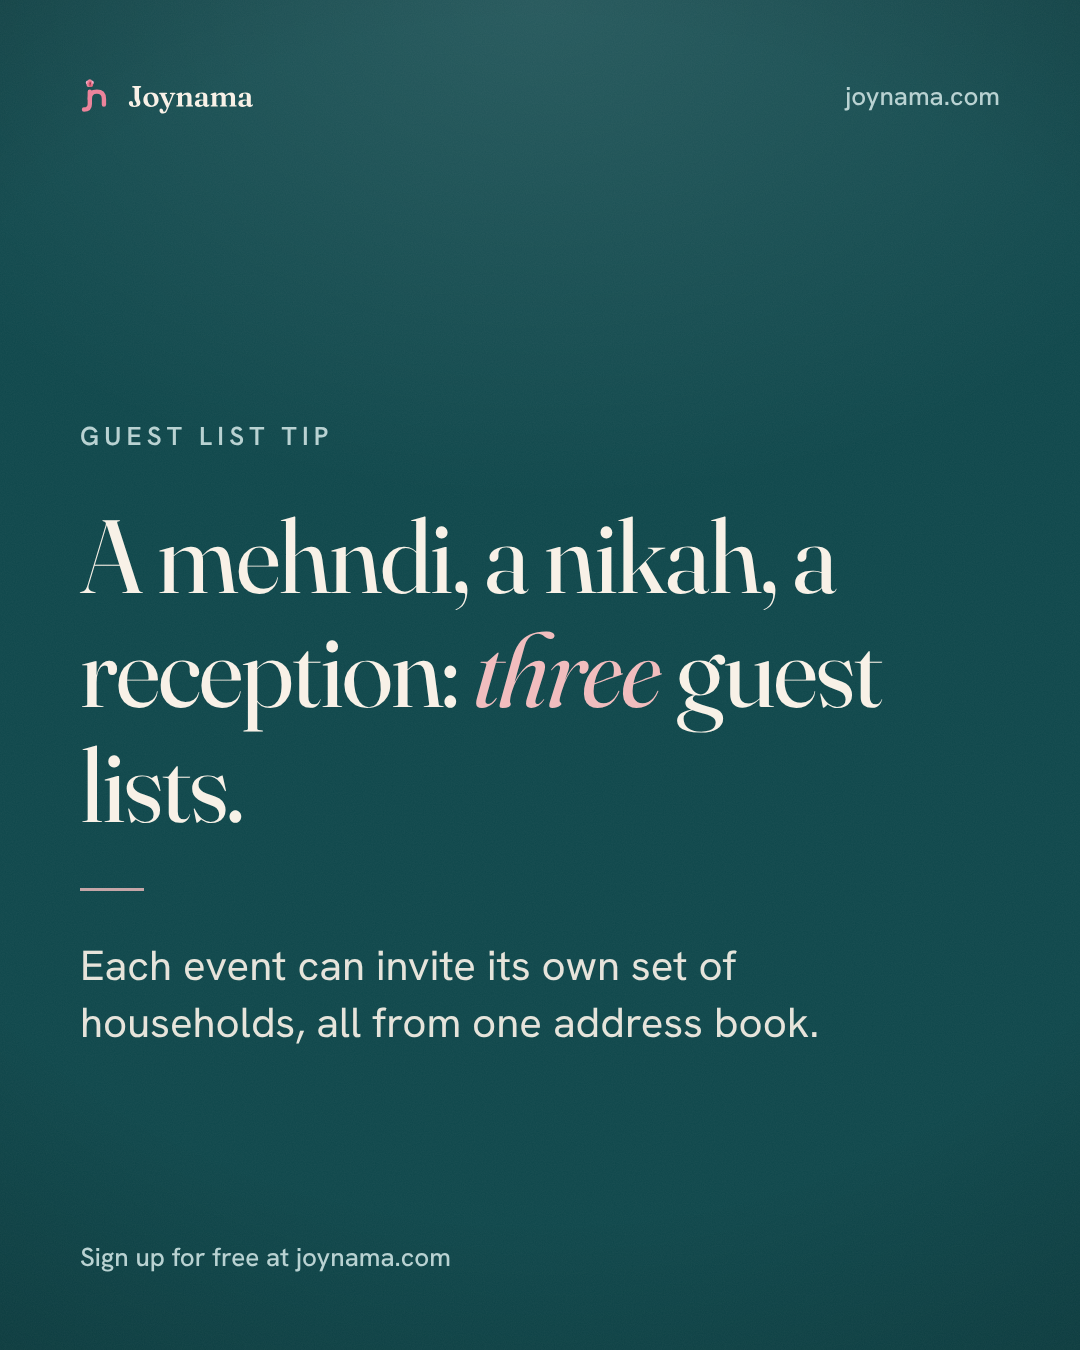 Joynama
joynama.com
GUEST LIST TIP
A mehndi, a nikah, a
reception: three guest
lists.
Each event can invite its own set of
households, all from one address book.
Sign up for free at joynama.com